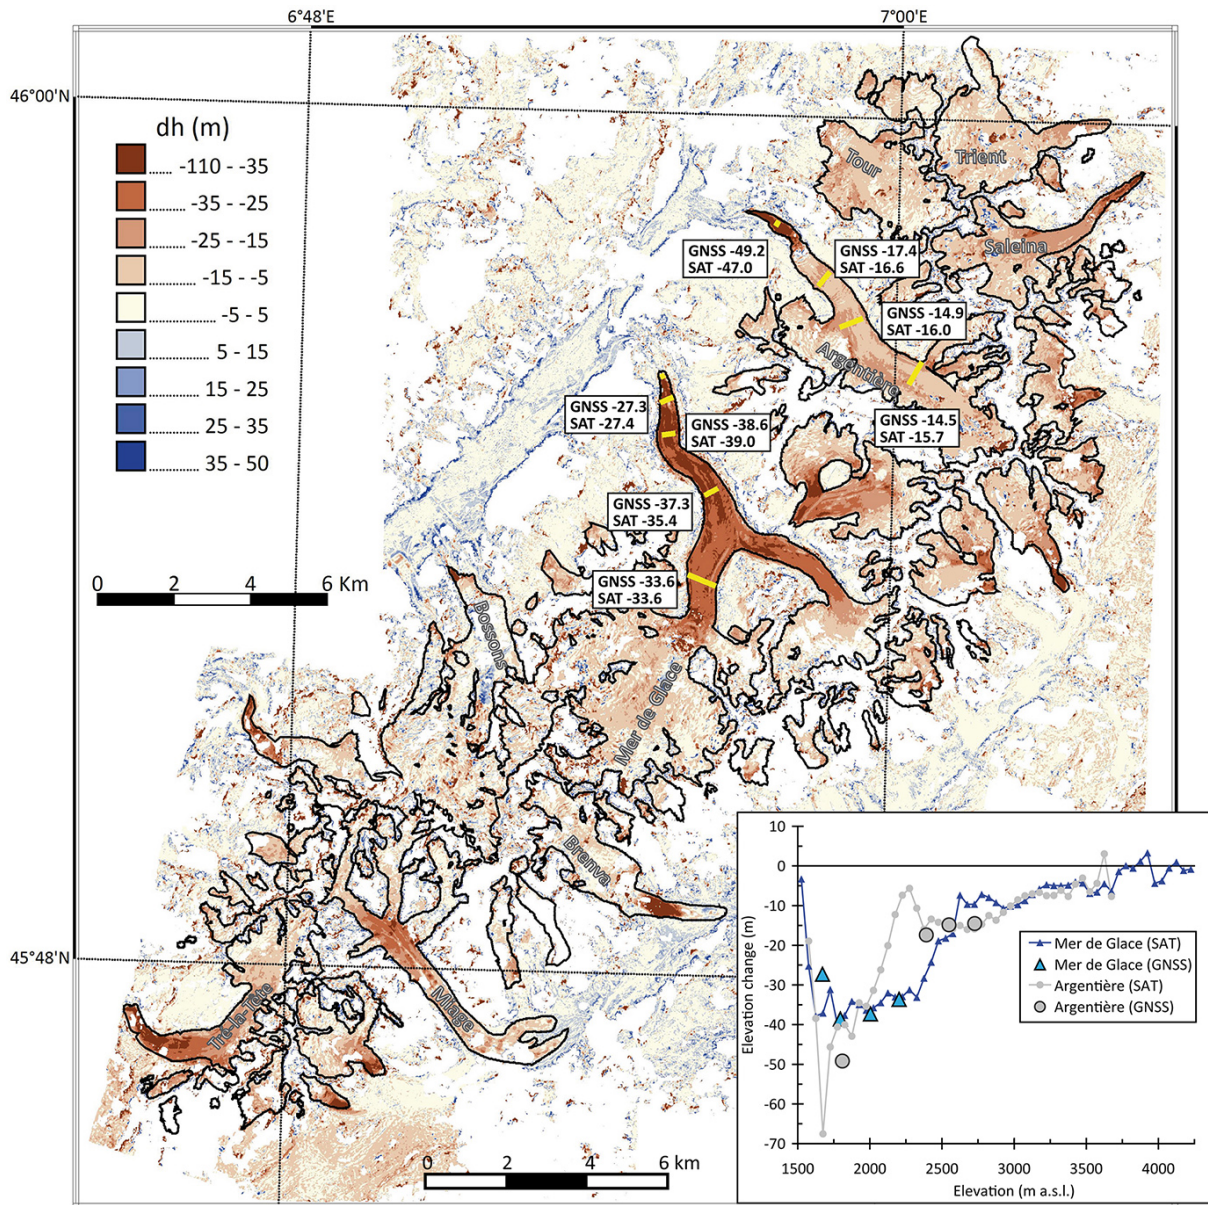 6°48'E
7°00'E
46°00'N
dh (m)
-110 - -35
-35 - -25
-25 - -15
-15 - -5
-5 - 5
5 - 15
15 - 25
25 - 35
35 - 50
Tour
Trient
Saleina
GNSS -49.2
SAT -47.0
GNSS -17.4
SAT -16.6
GNSS -14.9
SAT -16.0
Argentière
GNSS -27.3
SAT -27.4
GNSS -38.6
SAT -39.0
GNSS -14.5
SAT -15.7
GNSS -37.3
SAT -35.4
GNSS -33.6
SAT -33.6
0 2 4 6 Km
Bossons
Mer de Glace
Brenva
45°48'N
Miage
Tré-la-Tête
0 2 4 6 km
10
0
-10
-20
-30
-40
-50
-60
-70
Elevation change (m)
Mer de Glace (SAT)
Mer de Glace (GNSS)
Argentière (SAT)
Argentière (GNSS)
1500 2000 2500 3000 3500 4000
Elevation (m a.s.l.)